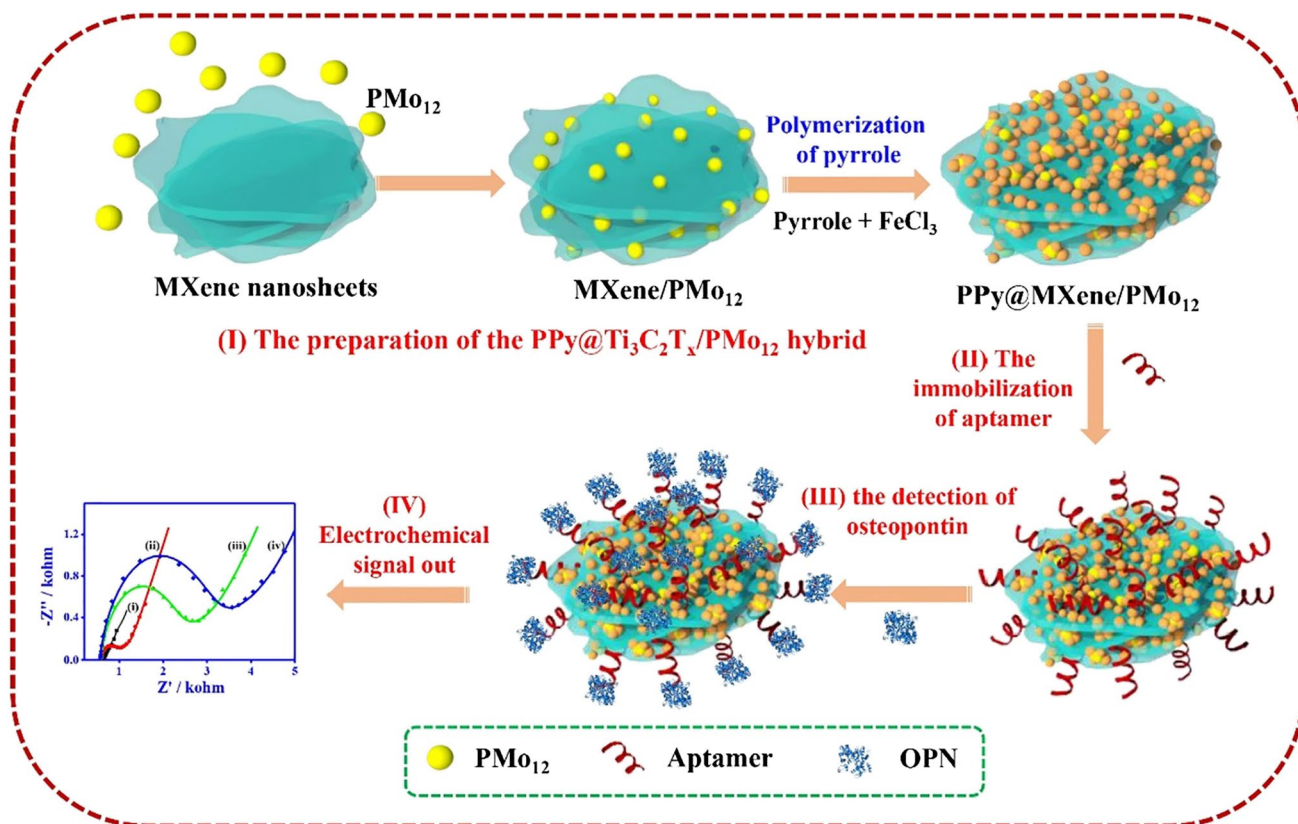 PMo₁₂
MXene nanosheets
MXene/PMo₁₂
Polymerization
of pyrrole
Pyrrole + FeCl₃
PPy@MXene/PMo₁₂
(I) The preparation of the PPy@Ti₃C₂Tₓ/PMo₁₂ hybrid
(II) The
immobilization
of aptamer
(III) the detection of
osteopontin
(IV)
Electrochemical
signal out
-Z'' / kohm
1.2
0.8
0.4
0.0
(ii)
(iii)
(iv)
(i)
1
2
3
4
5
Z' / kohm
PMo₁₂
Aptamer
OPN